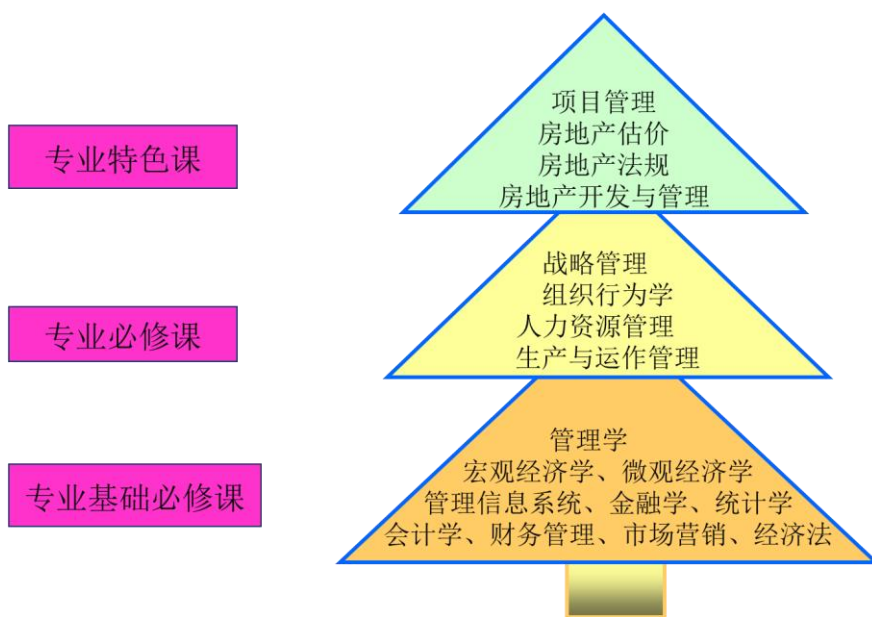 项目管理
房地产估价
专业特色课
房地产法规
房地产开发与管理
战略管理
组织行为学
专业必修课
人力资源管理
生产与运作管理
管理学
宏观经济学、微观经济学
专业基础必修课
管理信息系统、金融学、统计学
会计学、财务管理、市场营销、经济法